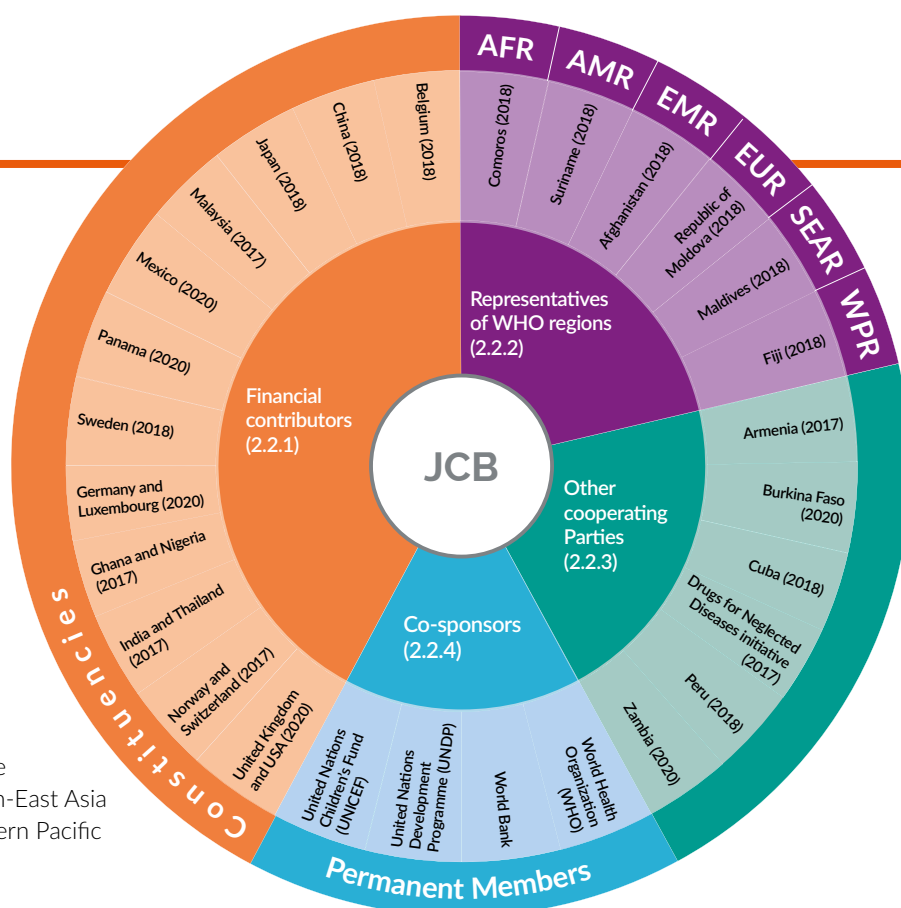 AFR
AMR
EMR
EUR
SEAR
WPR
Comoros (2018)
Suriname (2018)
Afghanistan (2018)
Republic of
Moldova (2018)
Maldives (2018)
Fiji (2018)
Representatives
of WHO regions
(2.2.2)
Armenia (2017)
Burkina Faso
(2020)
Cuba (2018)
Drugs for Neglected
Diseases initiative
(2017)
Peru (2018)
Zambia (2020)
Other
cooperating
Parties
(2.2.3)
World Health
Organization
(WHO)
World Bank
United Nations
Development
Programme (UNDP)
United Nations
Children's Fund
(UNICEF)
Co-sponsors
(2.2.4)
Permanent Members
United Kingdom
and USA (2020)
Norway and
Switzerland (2017)
India and Thailand
(2017)
Ghana and Nigeria
(2017)
Germany and
Luxembourg (2020)
Sweden (2018)
Panama (2020)
Mexico (2020)
Malaysia (2017)
Japan (2018)
China (2018)
Belgium (2018)
Financial
contributors
(2.2.1)
Constituencies
JCB
-East Asia
Pacific